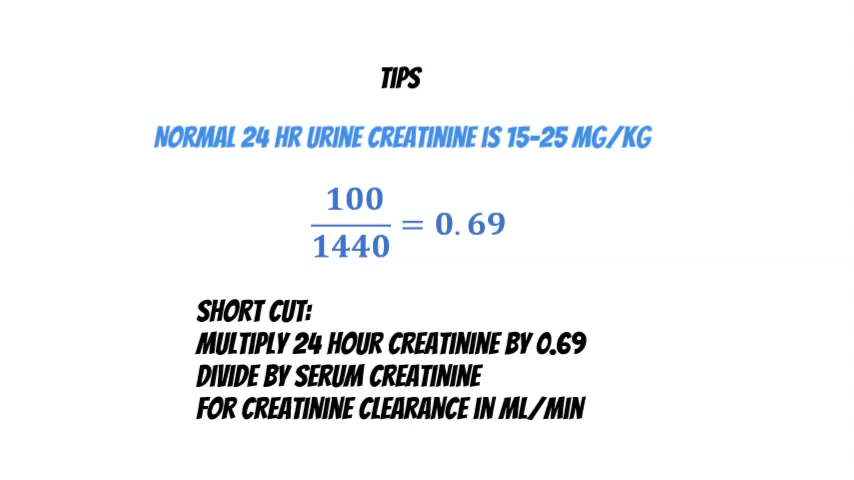 TIPS
NORMAL 24 HR URINE CREATININE IS 15-25 MG/KG
100
1440 = 0.69
SHORT CUT:
MULTIPLY 24 HOUR CREATININE BY 0.69
DIVIDE BY SERUM CREATININE
FOR CREATININE CLEARANCE IN ML/MIN